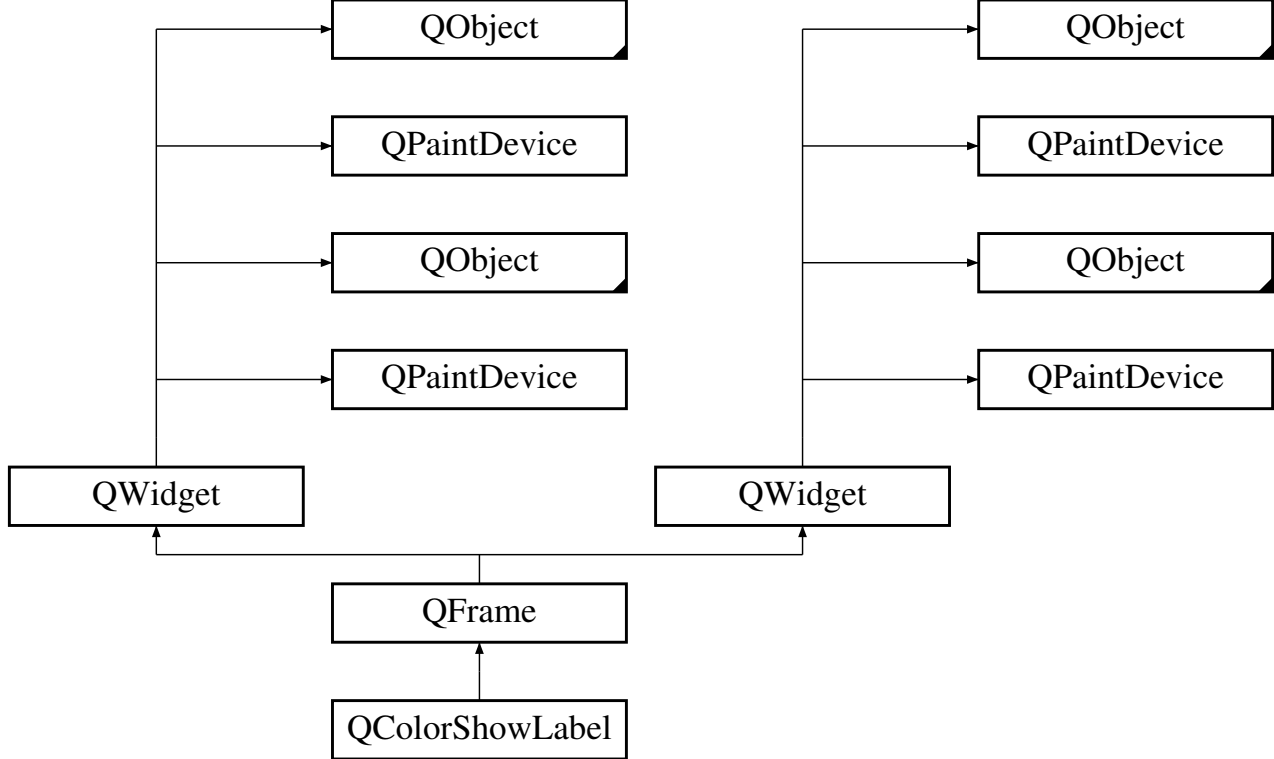 QObject QObject
QPaintDevice QPaintDevice
QObject QObject
QPaintDevice QPaintDevice
QWidget QWidget
QFrame
QColorShowLabel